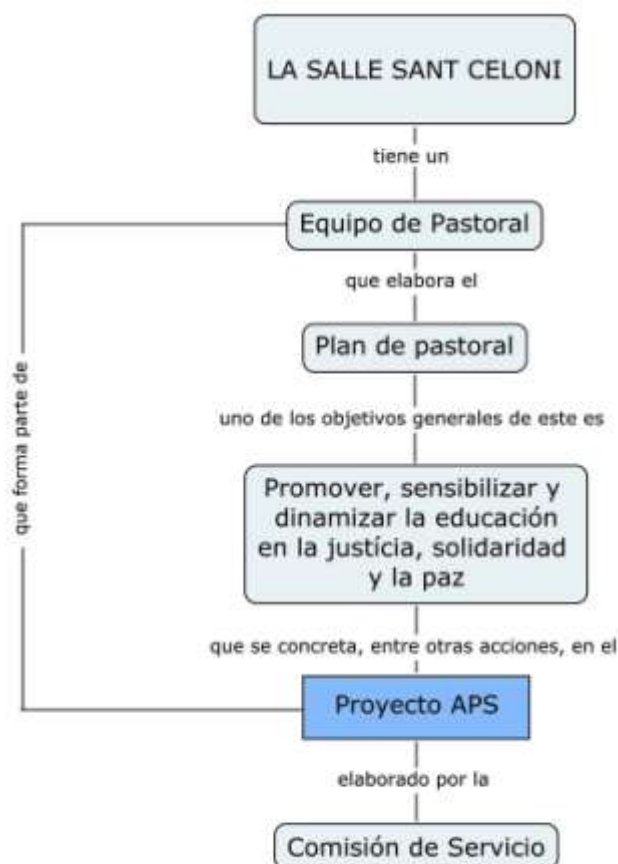 LA SALLE SANT CELONI
tiene un
Equipo de Pastoral
que elabora el
Plan de pastoral
uno de los objetivos generales de este es
que forma parte de
Promover, sensibilizar y
dinamizar la educación
en la justícia, solidaridad
y la paz
que se concreta, entre otras acciones, en el
Proyecto APS
elaborado por la
Comisión de Servicio